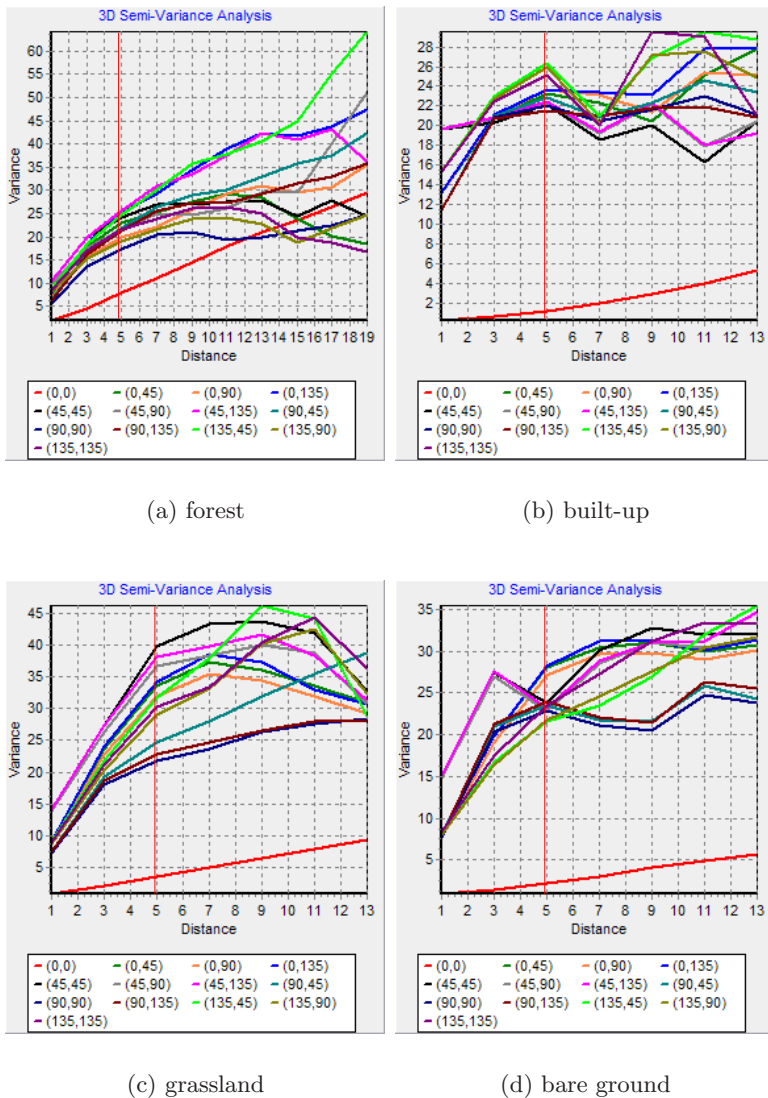 3D Semi-Variance Analysis
Variance
60
55
50
45
40
35
30
25
20
15
10
5
1 2 3 4 5 6 7 8 9 10 11 12 13 14 15 16 17 18 19
Distance
(0,0) (0,45) (0,90) (0,135)
(45,45) (45,90) (45,135) (90,45)
(90,90) (90,135) (135,45) (135,90)
(135,135)
(a) forest
3D Semi-Variance Analysis
Variance
28
26
24
22
20
18
16
14
12
10
8
6
4
2
1 2 3 4 5 6 7 8 9 10 11 12 13
Distance
(0,0) (0,45) (0,90) (0,135)
(45,45) (45,90) (45,135) (90,45)
(90,90) (90,135) (135,45) (135,90)
(135,135)
(b) built-up
3D Semi-Variance Analysis
Variance
45
40
35
30
25
20
15
10
5
1 2 3 4 5 6 7 8 9 10 11 12 13
Distance
(0,0) (0,45) (0,90) (0,135)
(45,45) (45,90) (45,135) (90,45)
(90,90) (90,135) (135,45) (135,90)
(135,135)
(c) grassland
3D Semi-Variance Analysis
Variance
35
30
25
20
15
10
5
1 2 3 4 5 6 7 8 9 10 11 12 13
Distance
(0,0) (0,45) (0,90) (0,135)
(45,45) (45,90) (45,135) (90,45)
(90,90) (90,135) (135,45) (135,90)
(135,135)
(d) bare ground